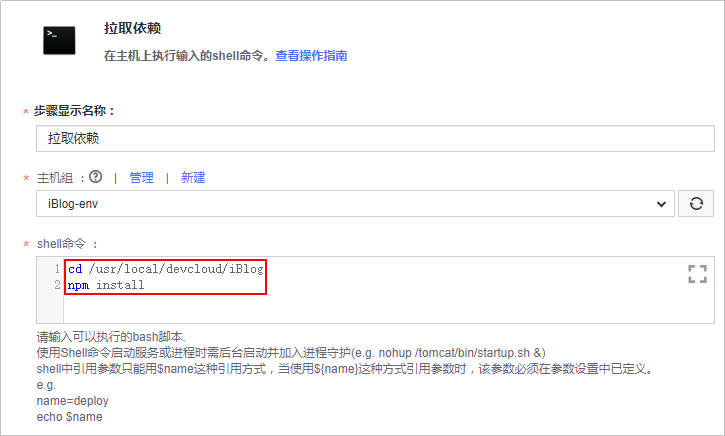 拉取依赖
在主机上执行输入的shell命令。查看操作指南
* 步骤显示名称：
拉取依赖
* 主机组 : ? | 管理 | 新建
iBlog-env
* shell命令 :
1 cd /usr/local/devcloud/iBlog
2 npm install
请输入可以执行的bash脚本.
使用Shell命令启动服务或进程时需后台启动并加入进程守护(e.g. nohup /tomcat/bin/startup.sh &)
shell中引用参数只能用$name这种引用方式，当使用${name}这种方式引用参数时，该参数必须在参数设置中已定义。
e.g.
name=deploy
echo $name